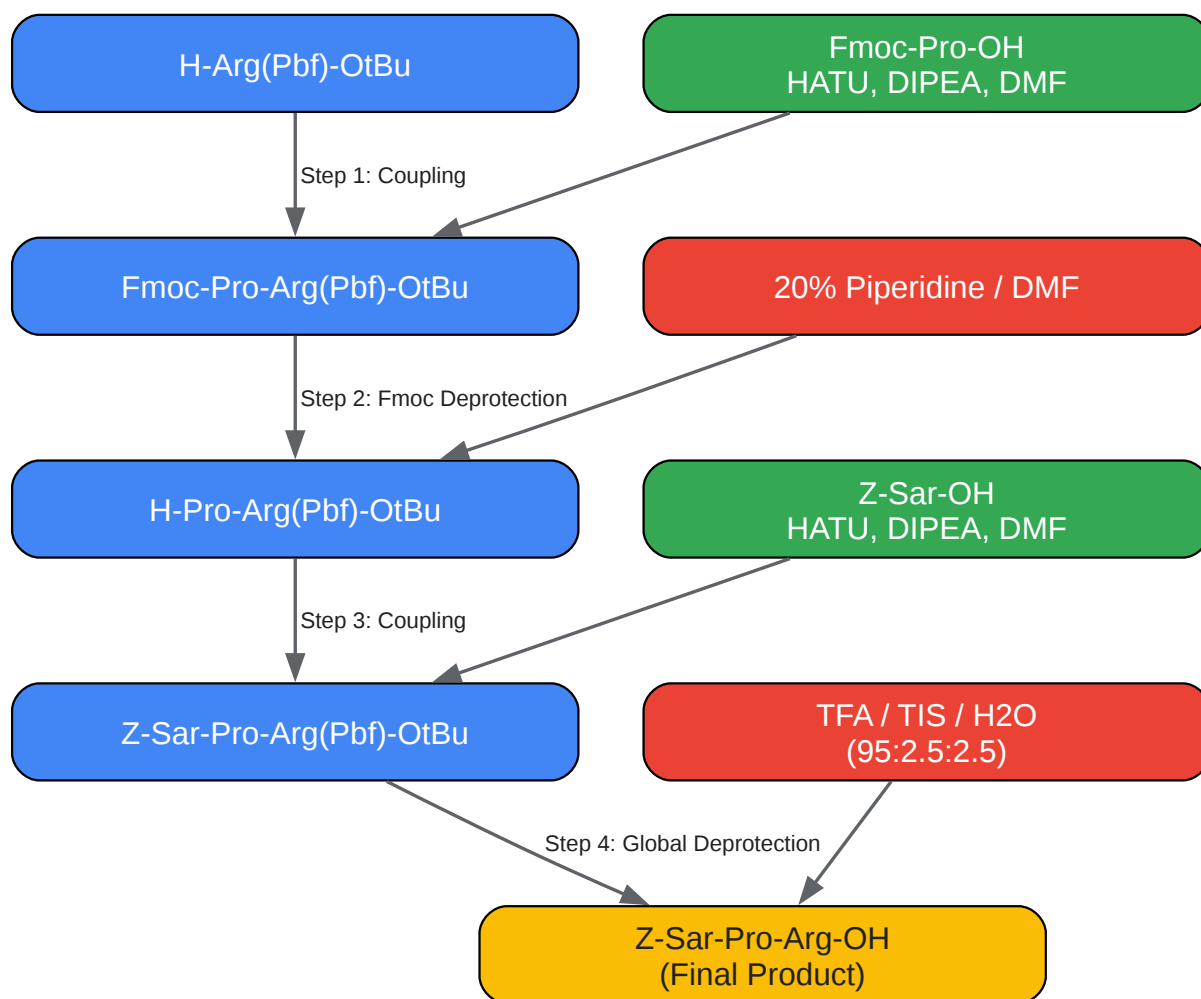 H-Arg(Pbf)-OtBu
Fmoc-Pro-OH
HATU, DIPEA, DMF
Step 1: Coupling
Fmoc-Pro-Arg(Pbf)-OtBu
20% Piperidine / DMF
Step 2: Fmoc Deprotection
H-Pro-Arg(Pbf)-OtBu
Z-Sar-OH
HATU, DIPEA, DMF
Step 3: Coupling
Z-Sar-Pro-Arg(Pbf)-OtBu
TFA / TIS / H2O
(95:2.5:2.5)
Step 4: Global Deprotection
Z-Sar-Pro-Arg-OH
(Final Product)